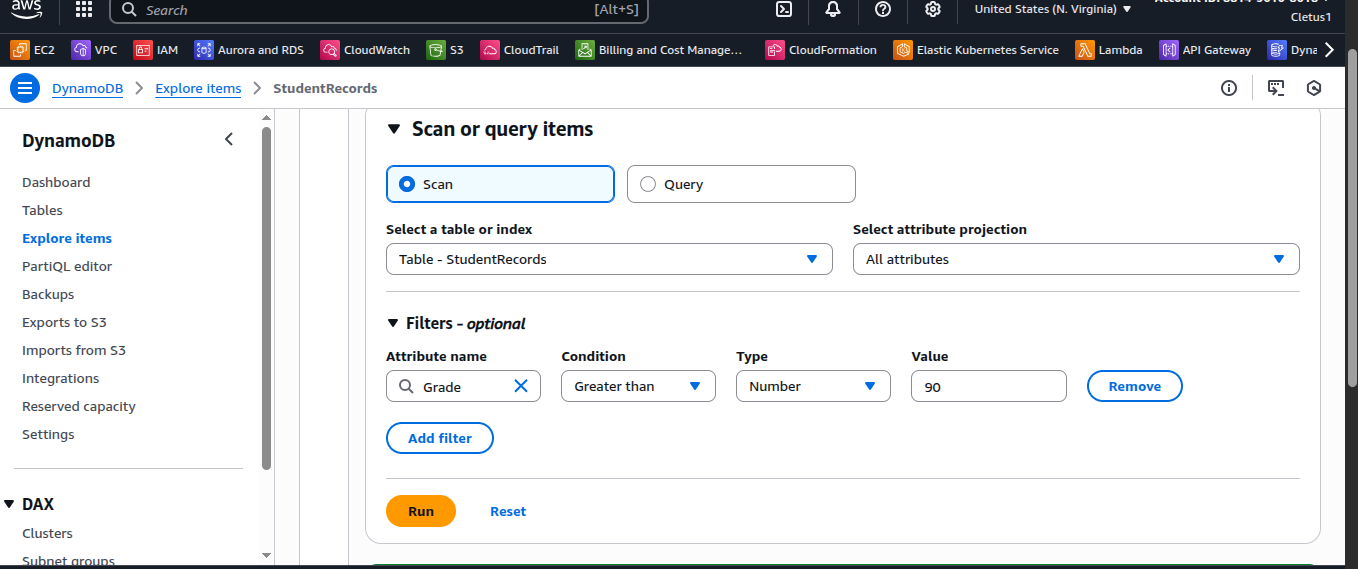 aws
Search [Alt+S] United States (N. Virginia)
Cletus1
EC2 VPC IAM Aurora and RDS CloudWatch S3 CloudTrail Billing and Cost Manage... CloudFormation Elastic Kubernetes Service Lambda API Gateway Dyna
DynamoDB Explore items StudentRecords
DynamoDB
Dashboard
Tables
Explore items
PartiQL editor
Backups
Exports to S3
Imports from S3
Integrations
Reserved capacity
Settings
DAX
Clusters
Subnet groups
Scan or query items
Scan Query
Select a table or index Select attribute projection
Table - StudentRecords All attributes
Filters - optional
Attribute name Condition Type Value
Grade Greater than Number 90 Remove
Add filter
Run Reset